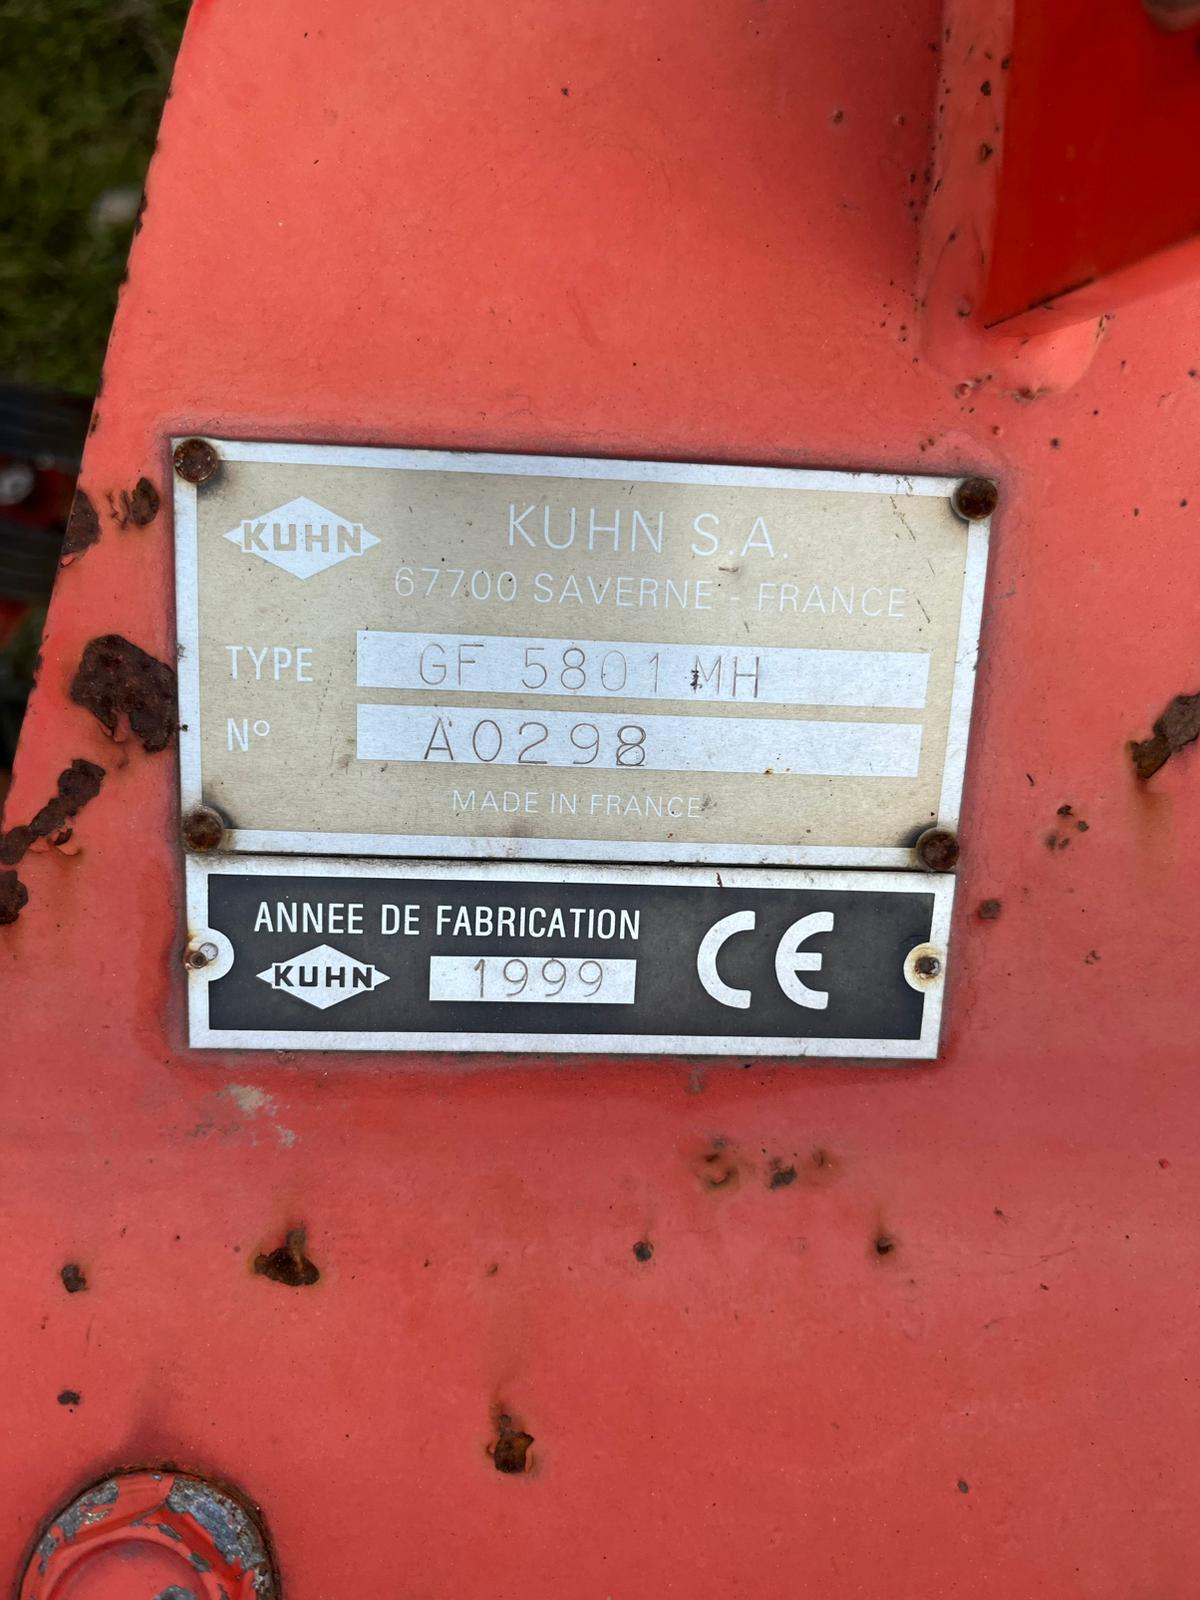 KUHN
KUHN S.A.
67700 SAVERNE - FRANCE
TYPE GF 5801 MH
N° A0298
MADE IN FRANCE
ANNEE DE FABRICATION
KUHN
1999
CE